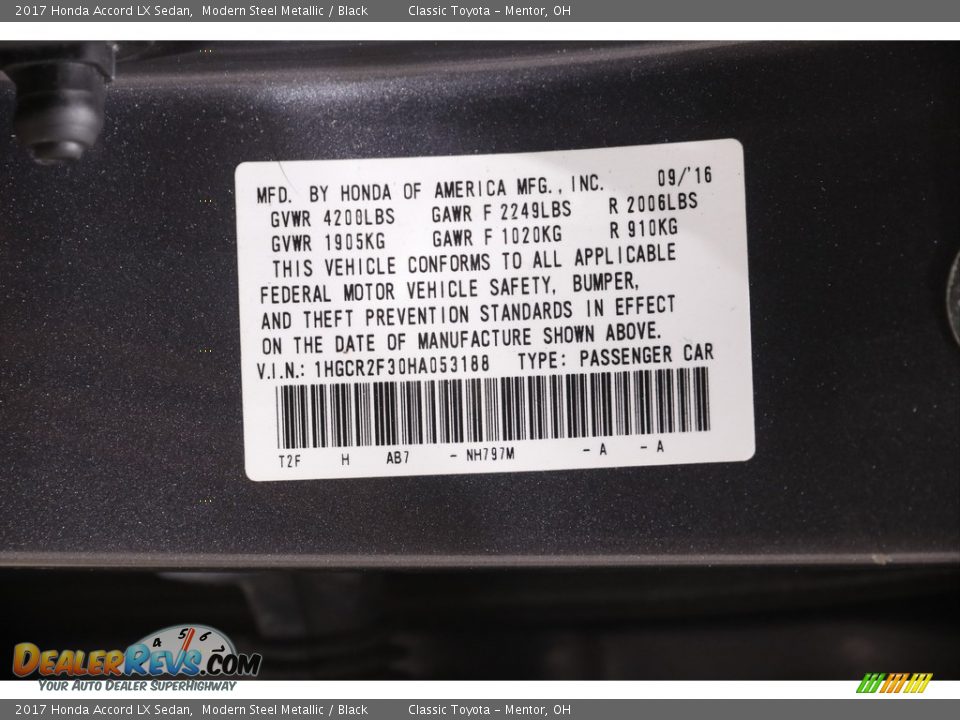 2017 Honda Accord LX Sedan,  Modern Steel Metallic / Black    Classic Toyota - Mentor, OH
MFD. BY HONDA OF AMERICA MFG., INC.    09/'16
GVWR 4200LBS  GAWR F 2249LBS  R 2006LBS
GVWR 1905KG  GAWR F 1020KG  R 910KG
THIS VEHICLE CONFORMS TO ALL APPLICABLE
FEDERAL MOTOR VEHICLE SAFETY, BUMPER,
AND THEFT PREVENTION STANDARDS IN EFFECT
ON THE DATE OF MANUFACTURE SHOWN ABOVE.
V.I.N.: 1HGCR2F30HA053188  TYPE: PASSENGER CAR
T2F  H  AB7  - NH797M  - A  - A
4 5 6
DEALERREVS.COM
YOUR AUTO DEALER SUPERHIGHWAY
2017 Honda Accord LX Sedan,  Modern Steel Metallic / Black    Classic Toyota - Mentor, OH